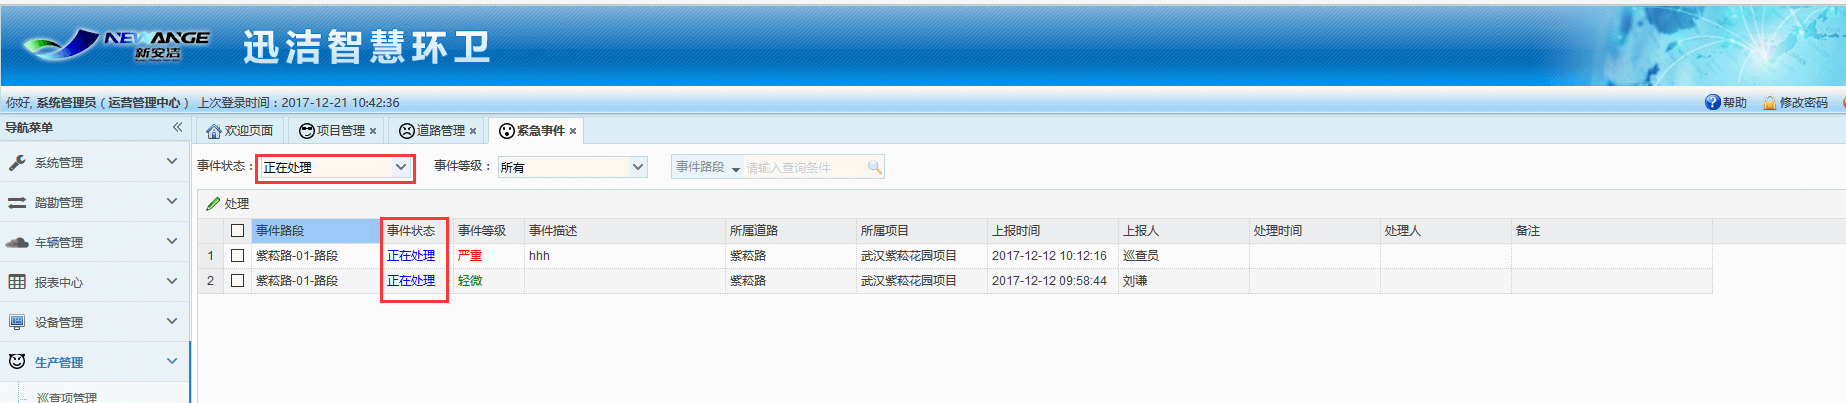 NEWANGE
新安洁
迅洁智慧环卫
你好, 系统管理员 ( 运营管理中心 ) 上次登录时间：2017-12-21 10:42:36
帮助 修改密码
导航菜单
欢迎页面 项目管理 道路管理 紧急事件
系统管理
踏勘管理
车辆管理
报表中心
设备管理
生产管理
巡查项管理
事件状态： 正在处理 事件等级： 所有 事件路段 请输入查询条件
处理
事件路段 事件状态 事件等级 事件描述 所属道路 所属项目 上报时间 上报人 处理时间 处理人 备注
1 紫菘路-01-路段 正在处理 严重 hhh 紫菘路 武汉紫菘花园项目 2017-12-12 10:12:16 巡查员
2 紫菘路-01-路段 正在处理 轻微 紫菘路 武汉紫菘花园项目 2017-12-12 09:58:44 刘谦